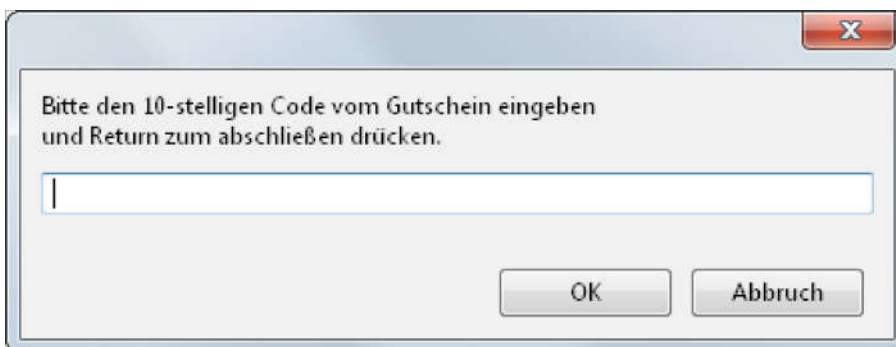 Bitte den 10-stelligen Code vom Gutschein eingeben
und Return zum abschließen drücken.
OK Abbruch